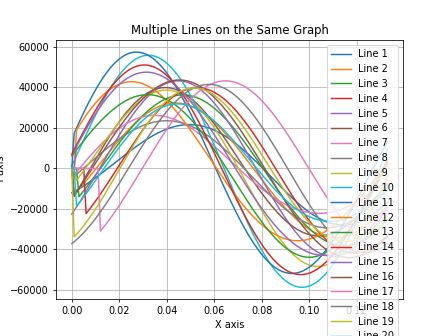 Multiple Lines on the Same Graph
60000
40000
20000
0
−20000
−40000
−60000
0.00
0.02
0.04
0.06
0.08
0.10
X axis
axis
Line 1
Line 2
Line 3
Line 4
Line 5
Line 6
Line 7
Line 8
Line 9
Line 10
Line 11
Line 12
Line 13
Line 14
Line 15
Line 16
Line 17
Line 18
Line 19
Line 20